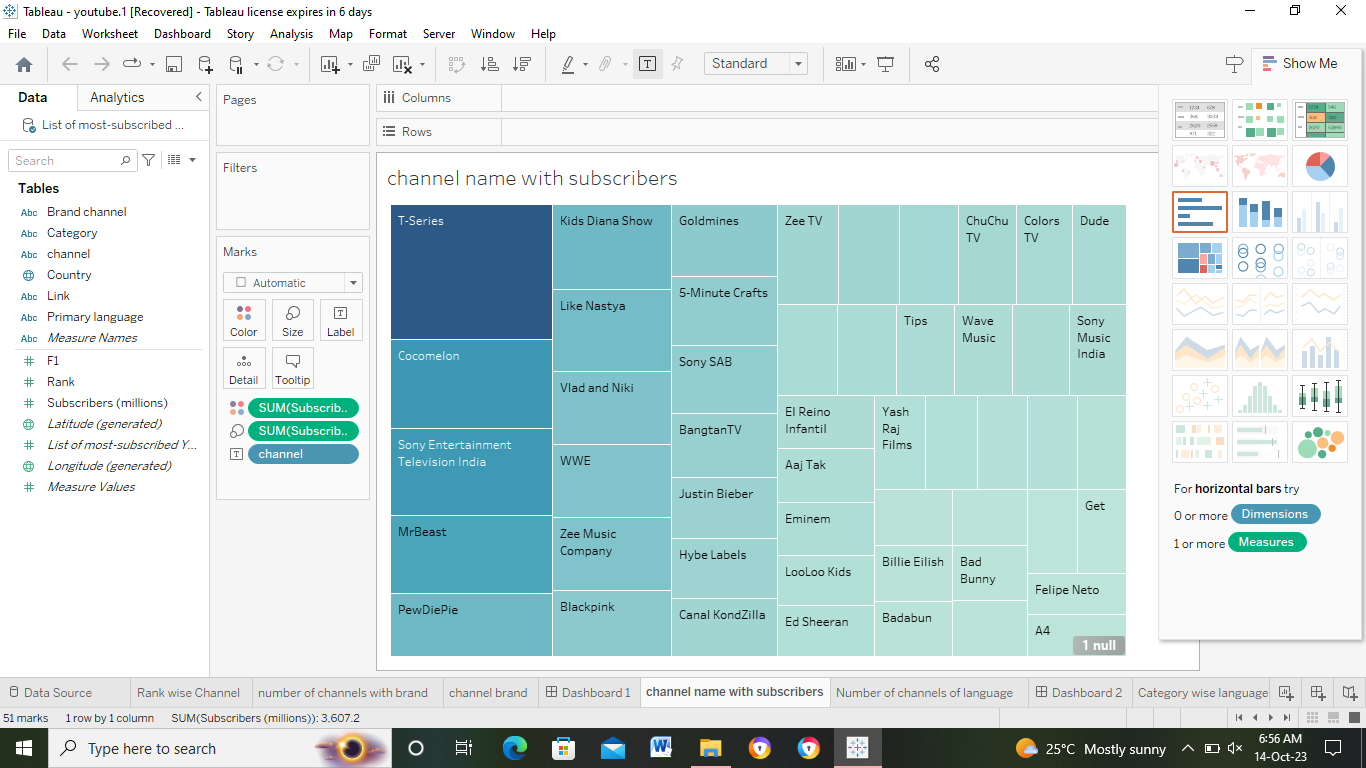 Tableau - youtube.1 [Recovered] - Tableau license expires in 6 days
File Data Worksheet Dashboard Story Analysis Map Format Server Window Help
Standard
Show Me
Data Analytics
List of most-subscribed ...
Search
Tables
Abc Brand channel
Abc Category
Abc channel
Country
Abc Link
Abc Primary language
Abc Measure Names
# F1
# Rank
# Subscribers (millions)
Latitude (generated)
# List of most-subscribed Y...
Longitude (generated)
# Measure Values
Pages
Filters
Marks
Automatic
Color Size Label
Detail Tooltip
SUM(Subscrib..
SUM(Subscrib..
channel
Columns
Rows
channel name with subscribers
T-Series
Cocomelon
Sony Entertainment
Television India
MrBeast
PewDiePie
Kids Diana Show
Like Nastya
Vlad and Niki
WWE
Zee Music
Company
Blackpink
Goldmines
5-Minute Crafts
Sony SAB
BangtanTV
Justin Bieber
Hybe Labels
Canal KondZilla
Zee TV
ChuChu
TV
Colors
TV
Dude
Tips
Wave
Music
Sony
Music
India
El Reino
Infantil
Aaj Tak
Eminem
LooLoo Kids
Ed Sheeran
Yash
Raj
Films
Billie Eilish
Badabun
Bad
Bunny
Get
Felipe Neto
A4
1 null
For horizontal bars try
0 or more Dimensions
1 or more Measures
Data Source Rank wise Channel number of channels with brand channel brand Dashboard 1 channel name with subscribers Number of channels of language Dashboard 2 Category wise language
51 marks 1 row by 1 column SUM(Subscribers (millions)): 3,607.2
Type here to search
25°C Mostly sunny
6:56 AM
14-Oct-23